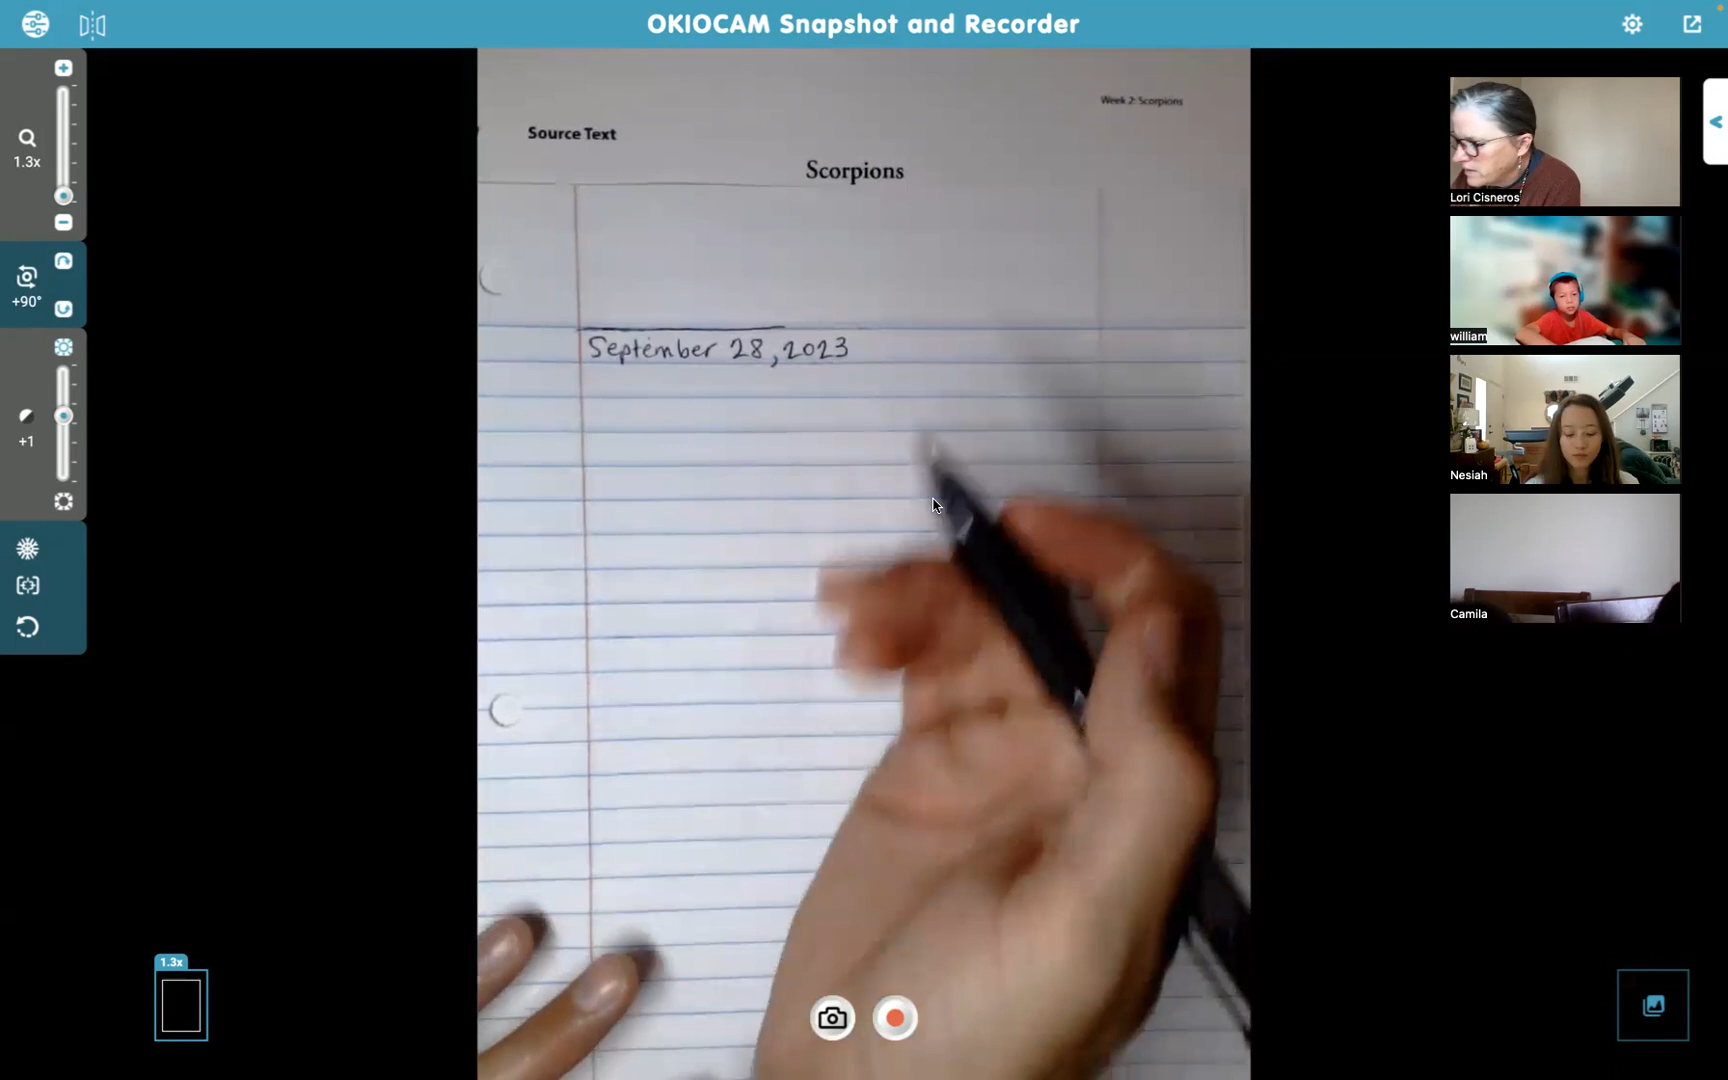 OKIOCAM Snapshot and Recorder
1.3x
+90°
+1
1.3x
Week 2: Scorpions
Source Text
Scorpions
September 28, 2023
Lori Cisneros
william
Nesiah
Camila